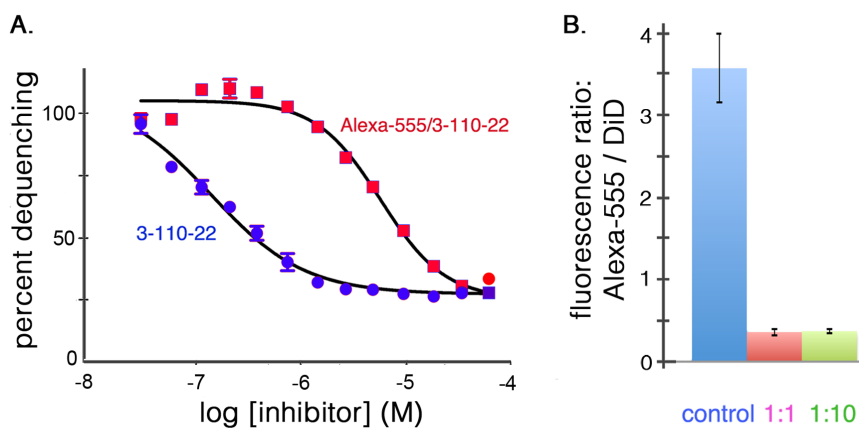 A.
percent dequenching
100
50
0
Alexa-555/3-110-22
3-110-22
-8
-7
-6
-5
-4
log [inhibitor] (M)
B.
fluorescence ratio:
Alexa-555 / DiD
4
3
2
1
0
control 1:1 1:10